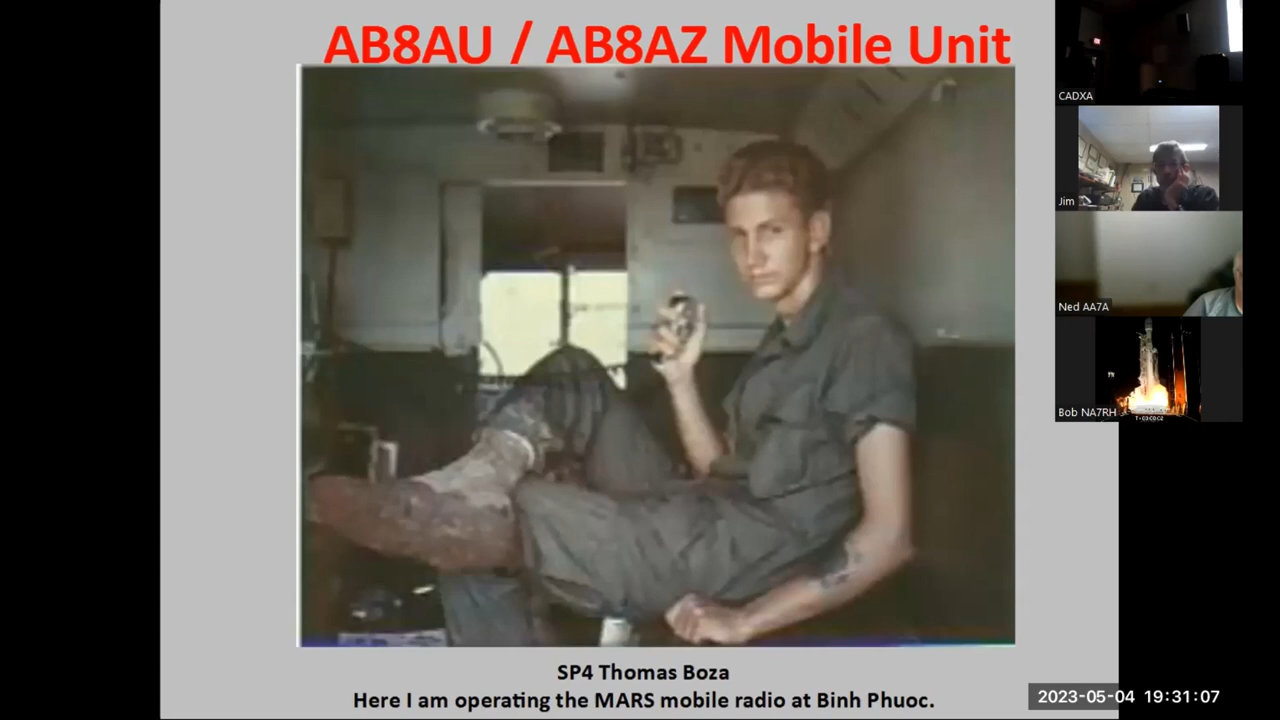 AB8AU / AB8AZ Mobile Unit
CADXA
Jim
Ned AA7A
Bob NA7RH
SP4 Thomas Boza
Here I am operating the MARS mobile radio at Binh Phuoc.
2023-05-04 19:31:07